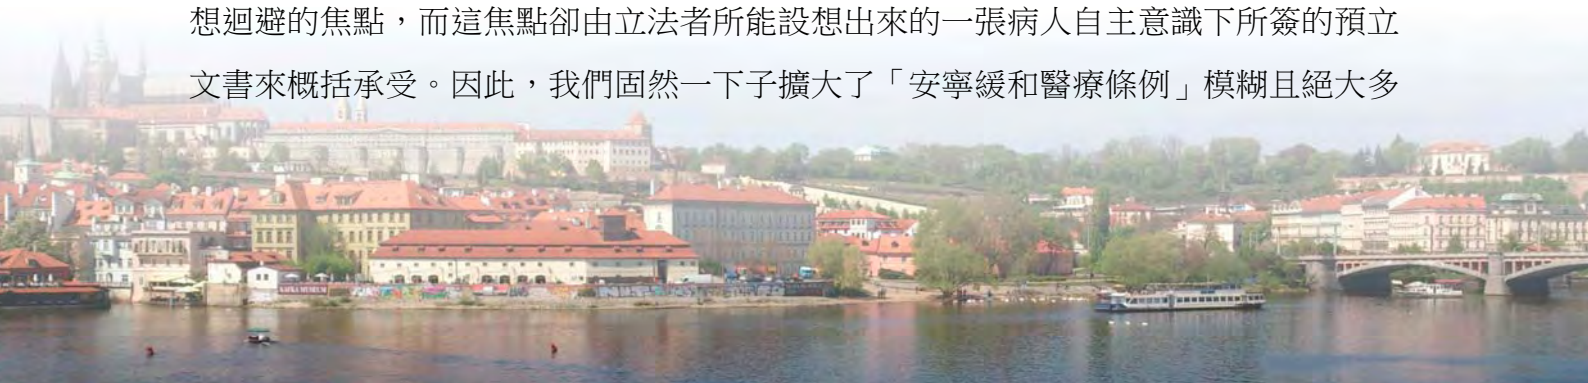 想迴避的焦點，而這焦點卻由立法者所能設想出來的一張病人自主意識下所簽的預立
文書來概括承受。因此，我們固然一下子擴大了「安寧緩和醫療條例」模糊且絕大多
KAFKA MUSEUM